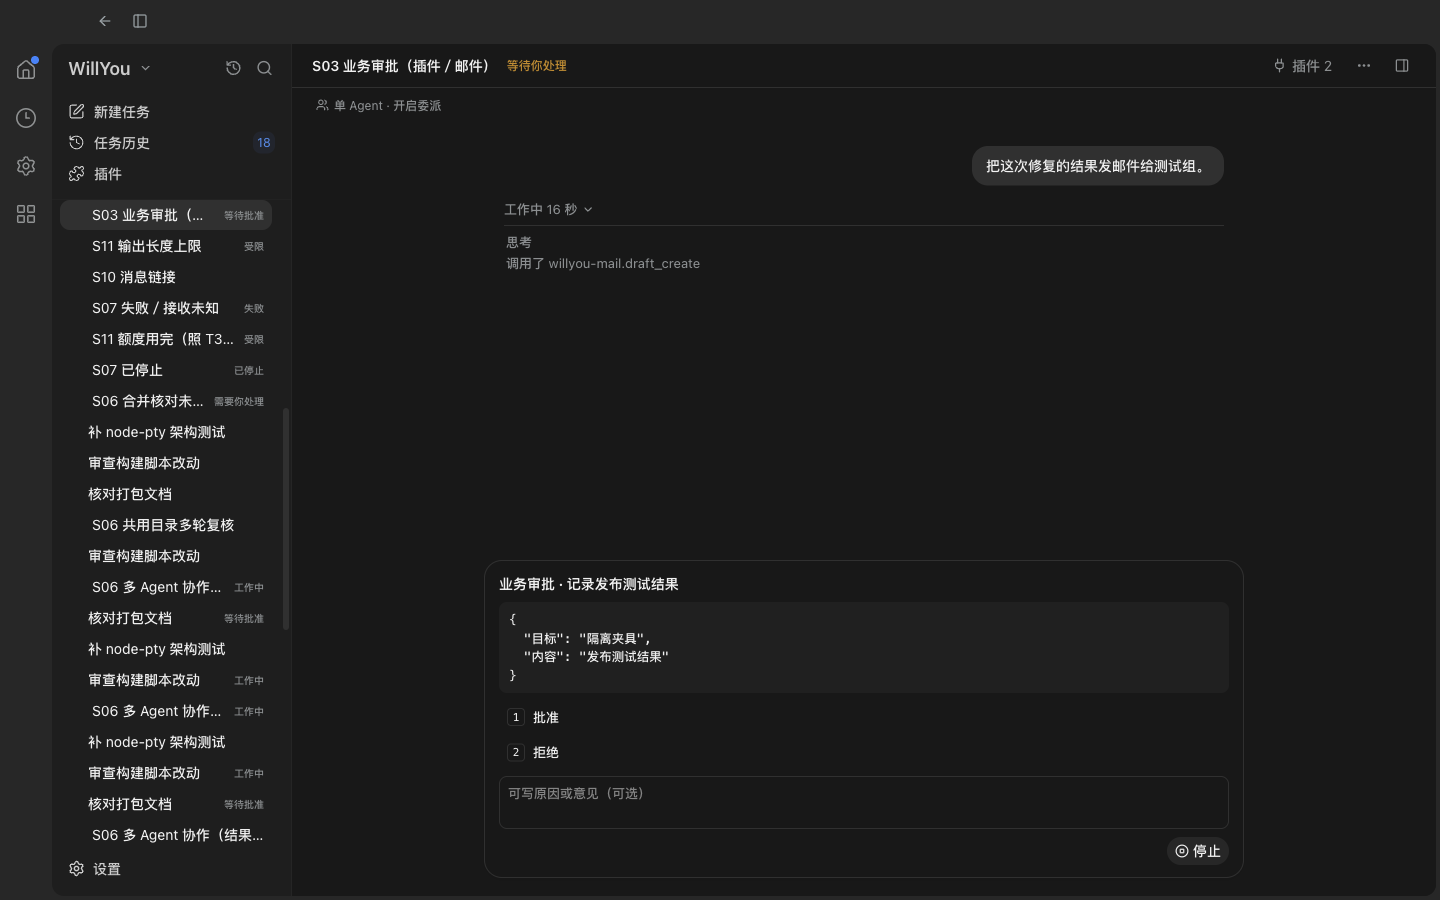 WillYou
新建任务
任务历史 18
插件
S03 业务审批（... 等待批准
S11 输出长度上限 受限
S10 消息链接
S07 失败 / 接收未知 失败
S11 额度用完（照 T3... 受限
S07 已停止 已停止
S06 合并核对未... 需要你处理
补 node-pty 架构测试
审查构建脚本改动
核对打包文档
S06 共用目录多轮复核
审查构建脚本改动
S06 多 Agent 协作... 工作中
核对打包文档 等待批准
补 node-pty 架构测试
审查构建脚本改动 工作中
S06 多 Agent 协作... 工作中
补 node-pty 架构测试
审查构建脚本改动 工作中
核对打包文档 等待批准
S06 多 Agent 协作（结果...
设置
S03 业务审批（插件 / 邮件） 等待你处理
插件 2
单 Agent · 开启委派
把这次修复的结果发邮件给测试组。
工作中 16 秒
思考
调用了 willyou-mail.draft_create
业务审批 · 记录发布测试结果
{
"目标": "隔离夹具",
"内容": "发布测试结果"
}
1 批准
2 拒绝
可写原因或意见（可选）
停止